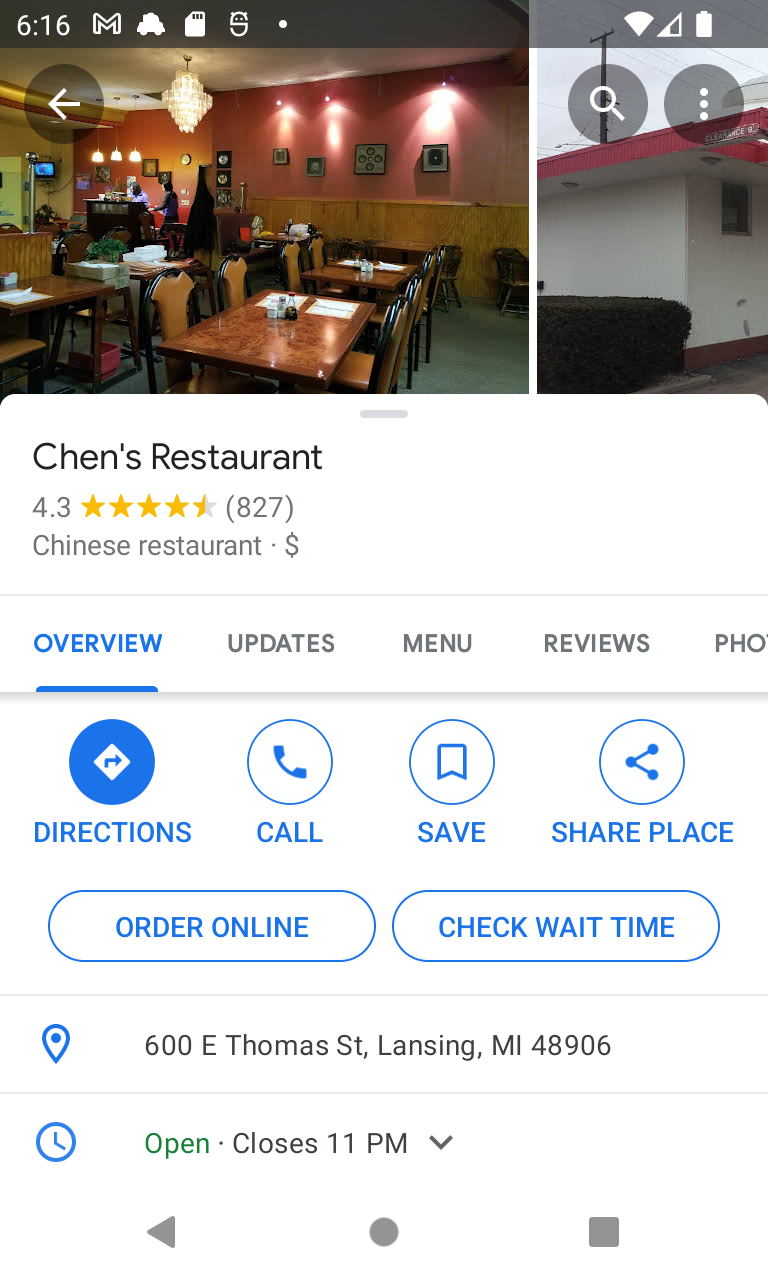 6:16
CLEARANCE 9'
Chen's Restaurant
4.3 (827)
Chinese restaurant · $
OVERVIEW UPDATES MENU REVIEWS PHO
DIRECTIONS CALL SAVE SHARE PLACE
ORDER ONLINE CHECK WAIT TIME
600 E Thomas St, Lansing, MI 48906
Open · Closes 11 PM